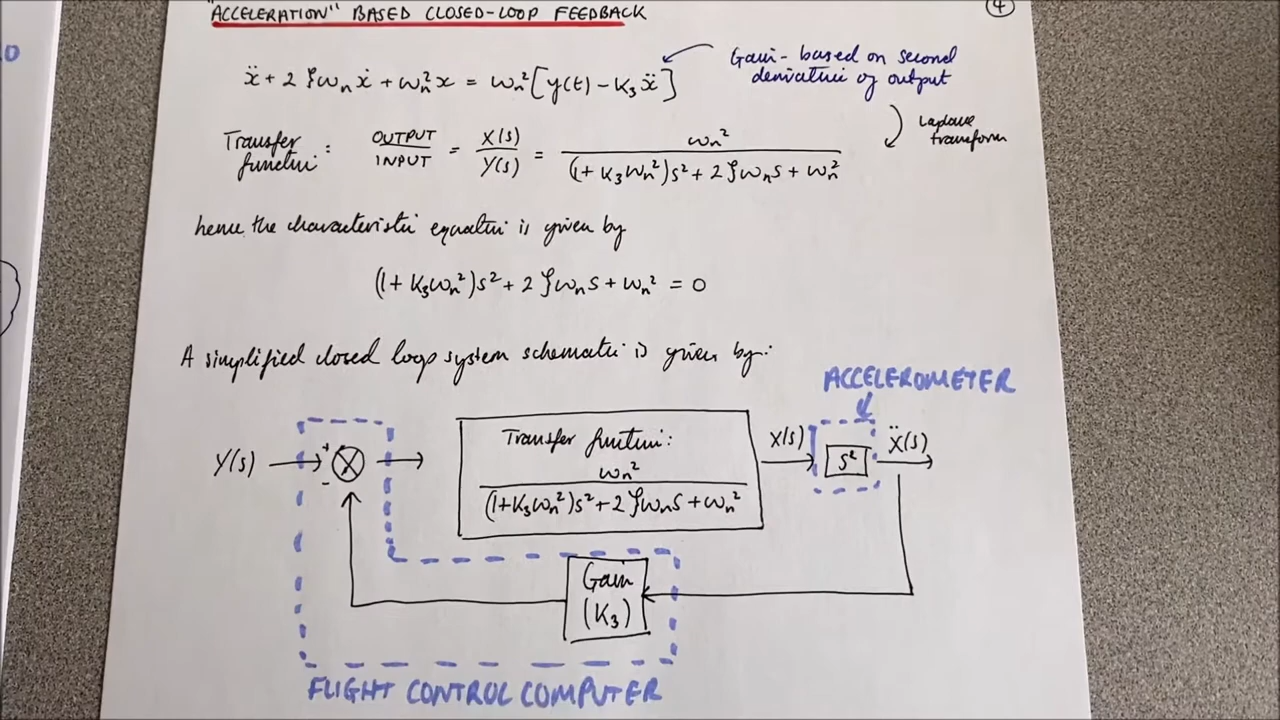 "ACCELERATION" BASED CLOSED-LOOP FEEDBACK
4
ẍ + 2ζωₙẋ + ωₙ²x = ωₙ²[y(t) – K₃ẍ]
Gain - based on second
derivative of output
Laplace
transform
Transfer
function :
OUTPUT / INPUT = X(s) / Y(s) = ωₙ² / (1 + K₃ωₙ²)s² + 2ζωₙs + ωₙ²
hence the characteristic equation is given by
(1 + K₃ωₙ²)s² + 2ζωₙs + ωₙ² = 0
A simplified closed loop system schematic is given by:
ACCELEROMETER
Y(s)
+
-
Transfer function:
ωₙ² / (1+K₃ωₙ²)s² + 2ζωₙs + ωₙ²
X(s)
s²
Ẍ(s)
Gain
(K₃)
FLIGHT CONTROL COMPUTER